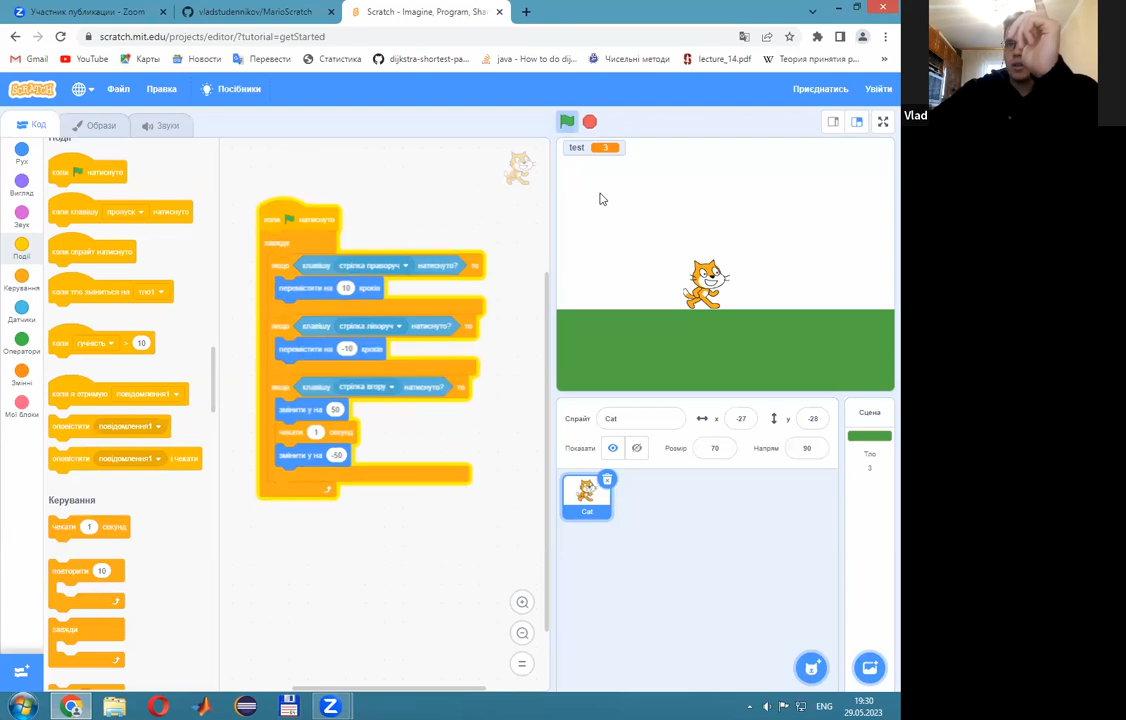 Участник публикации - Zoom
vladstudennikov/MarioScratch
Scratch - Imagine, Program, Sha
scratch.mit.edu/projects/editor/?tutorial=getStarted
Gmail
YouTube
Карты
Новости
Перевести
Статистика
dijkstra-shortest-pa
java - How to do dij
Чисельні методи
lecture_14.pdf
Теория принятия р
SCRATCH
Файл
Правка
Посібники
Приєднатись
Увійти
Код
Образи
Звуки
Vlad
Рух
Вигляд
Звук
Події
Керування
Датчики
Оператори
Змінні
Мої блоки
Події
коли натиснуто
коли клавішу пропуск натиснуто
коли спрайт натиснуто
коли тло зміниться на тло1
коли гучність > 10
коли я отримую повідомлення1
оповістити повідомлення1
оповістити повідомлення1 і чекати
Керування
чекати 1 секунд
повторити 10
завжди
коли натиснуто
завжди
якщо клавішу стрілка праворуч натиснуто? то
перемістити на 10 кроків
якщо клавішу стрілка ліворуч натиснуто? то
перемістити на -10 кроків
якщо клавішу стрілка вгору натиснуто? то
змінити y на 50
чекати 1 секунд
змінити y на -50
test 3
Спрайт Cat x -27 y -28
Показати Розмір 70 Напрям 90
Cat
Сцена
Тло
3
ENG
19:30
29.05.2023